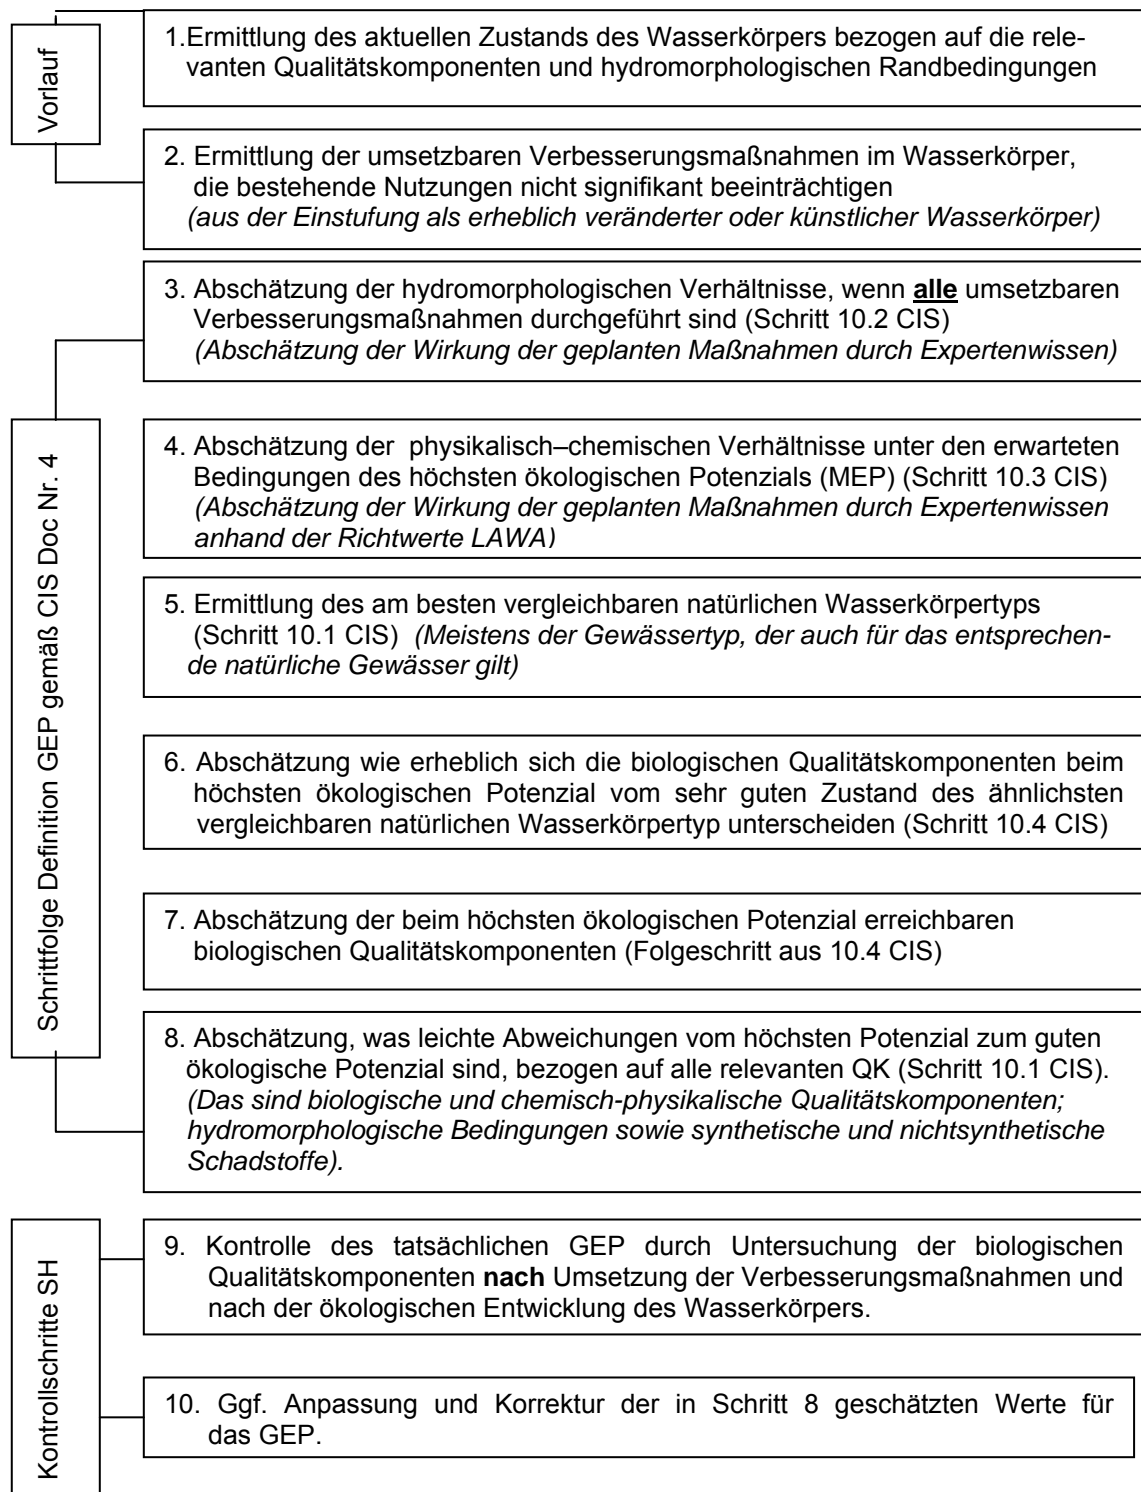 Vorlauf
1.Ermittlung des aktuellen Zustands des Wasserkörpers bezogen auf die rele-
vanten Qualitätskomponenten und hydromorphologischen Randbedingungen
2. Ermittlung der umsetzbaren Verbesserungsmaßnahmen im Wasserkörper,
die bestehende Nutzungen nicht signifikant beeinträchtigen
(aus der Einstufung als erheblich veränderter oder künstlicher Wasserkörper)
Schrittfolge Definition GEP gemäß CIS Doc Nr. 4
3. Abschätzung der hydromorphologischen Verhältnisse, wenn alle umsetzbaren
Verbesserungsmaßnahmen durchgeführt sind (Schritt 10.2 CIS)
(Abschätzung der Wirkung der geplanten Maßnahmen durch Expertenwissen)
4. Abschätzung der physikalisch–chemischen Verhältnisse unter den erwarteten
Bedingungen des höchsten ökologischen Potenzials (MEP) (Schritt 10.3 CIS)
(Abschätzung der Wirkung der geplanten Maßnahmen durch Expertenwissen
anhand der Richtwerte LAWA)
5. Ermittlung des am besten vergleichbaren natürlichen Wasserkörpertyps
(Schritt 10.1 CIS) (Meistens der Gewässertyp, der auch für das entsprechen-
de natürliche Gewässer gilt)
6. Abschätzung wie erheblich sich die biologischen Qualitätskomponenten beim
höchsten ökologischen Potenzial vom sehr guten Zustand des ähnlichsten
vergleichbaren natürlichen Wasserkörpertyp unterscheiden (Schritt 10.4 CIS)
7. Abschätzung der beim höchsten ökologischen Potenzial erreichbaren
biologischen Qualitätskomponenten (Folgeschritt aus 10.4 CIS)
8. Abschätzung, was leichte Abweichungen vom höchsten Potenzial zum guten
ökologische Potenzial sind, bezogen auf alle relevanten QK (Schritt 10.1 CIS).
(Das sind biologische und chemisch-physikalische Qualitätskomponenten;
hydromorphologische Bedingungen sowie synthetische und nichtsynthetische
Schadstoffe).
Kontrollschritte SH
9. Kontrolle des tatsächlichen GEP durch Untersuchung der biologischen
Qualitätskomponenten nach Umsetzung der Verbesserungsmaßnahmen und
nach der ökologischen Entwicklung des Wasserkörpers.
10. Ggf. Anpassung und Korrektur der in Schritt 8 geschätzten Werte für
das GEP.